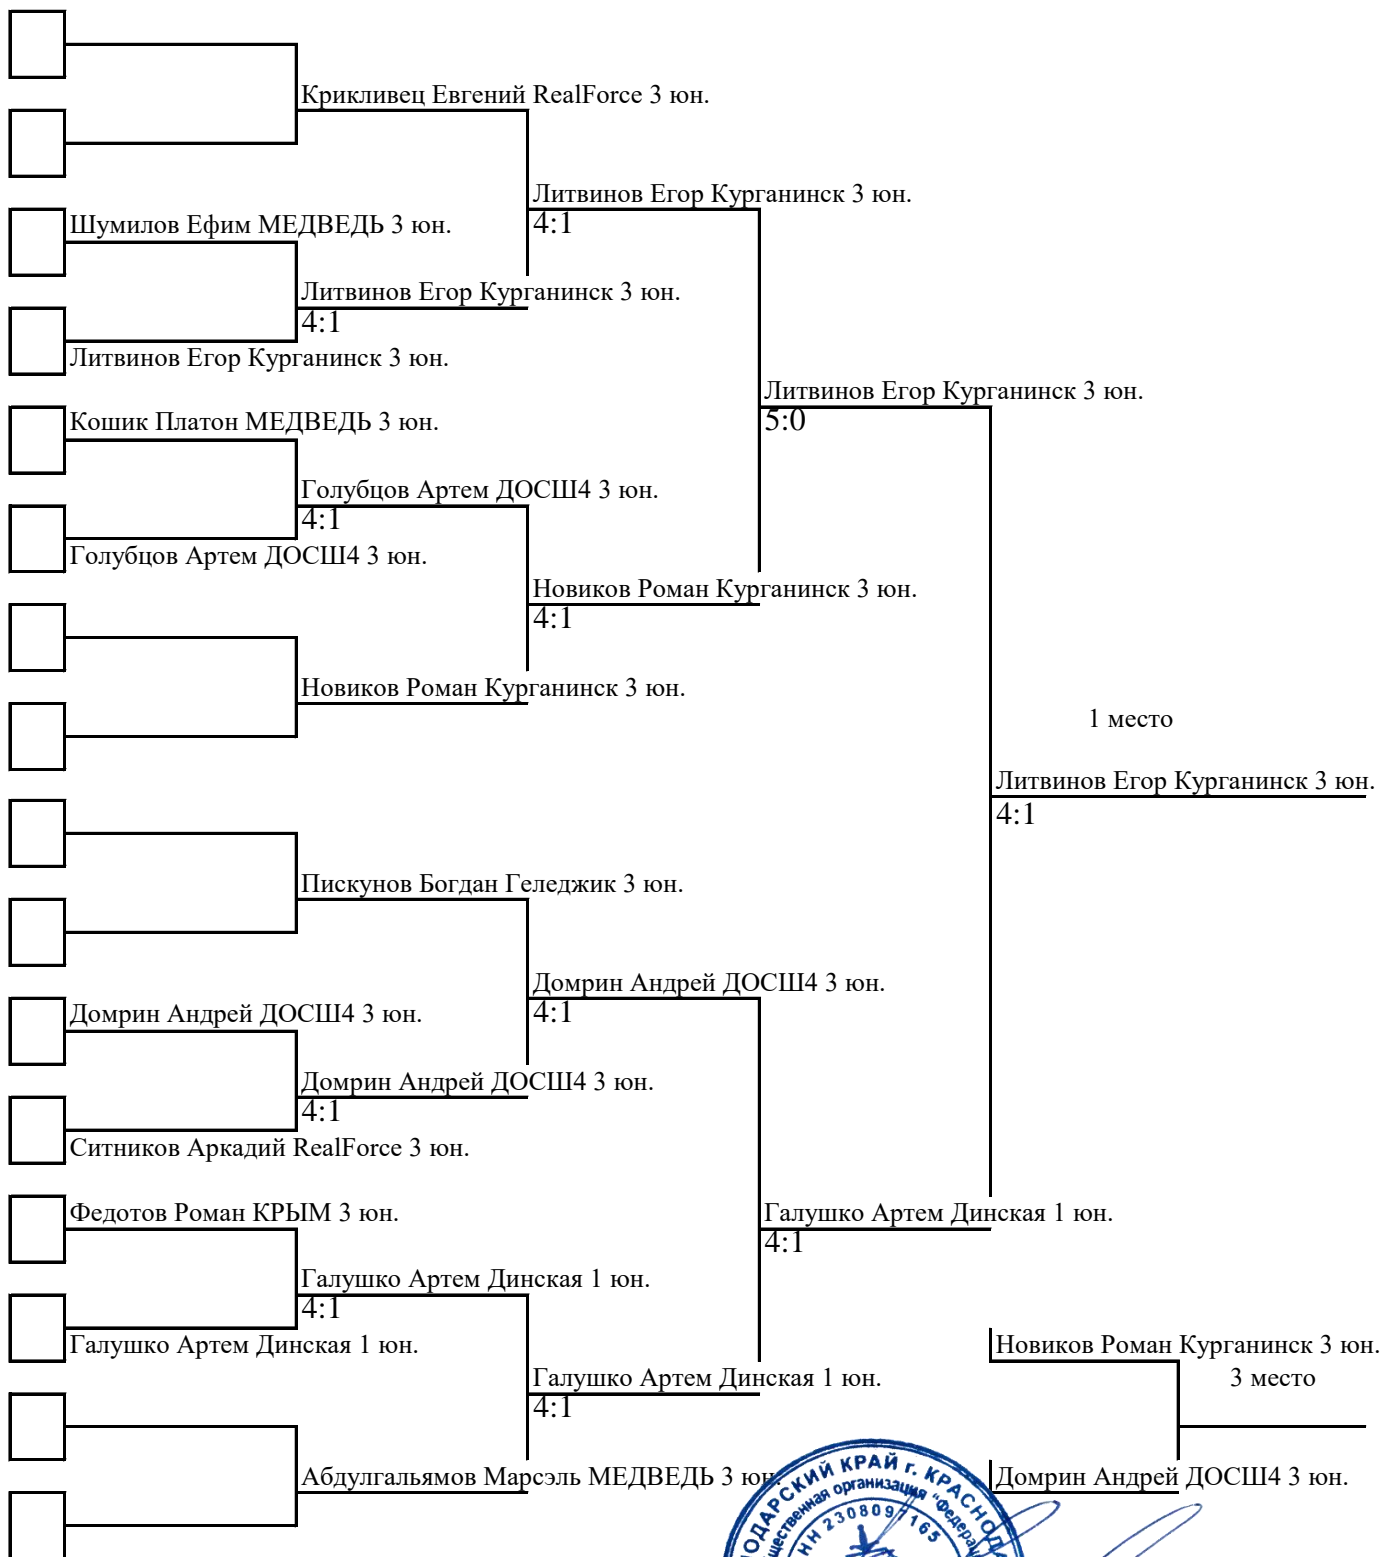 Крикливец Евгений RealForce 3 юн.
Литвинов Егор Курганинск 3 юн.
4:1
Шумилов Ефим МЕДВЕДЬ 3 юн.
Литвинов Егор Курганинск 3 юн.
4:1
Литвинов Егор Курганинск 3 юн.
Литвинов Егор Курганинск 3 юн.
5:0
Кошик Платон МЕДВЕДЬ 3 юн.
Голубцов Артем ДОСШ4 3 юн.
4:1
Голубцов Артем ДОСШ4 3 юн.
Новиков Роман Курганинск 3 юн.
4:1
Новиков Роман Курганинск 3 юн.
1 место
Литвинов Егор Курганинск 3 юн.
4:1
Пискунов Богдан Геледжик 3 юн.
Домрин Андрей ДОСШ4 3 юн.
4:1
Домрин Андрей ДОСШ4 3 юн.
Домрин Андрей ДОСШ4 3 юн.
4:1
Ситников Аркадий RealForce 3 юн.
Федотов Роман КРЫМ 3 юн.
Галушко Артем Динская 1 юн.
4:1
Галушко Артем Динская 1 юн.
4:1
Галушко Артем Динская 1 юн.
Новиков Роман Курганинск 3 юн.
3 место
Галушко Артем Динская 1 юн.
4:1
Абдулгальямов Марсэль МЕДВЕДЬ 3 юн.
Домрин Андрей ДОСШ4 3 юн.
КРАЙ г.
организация
2308097165